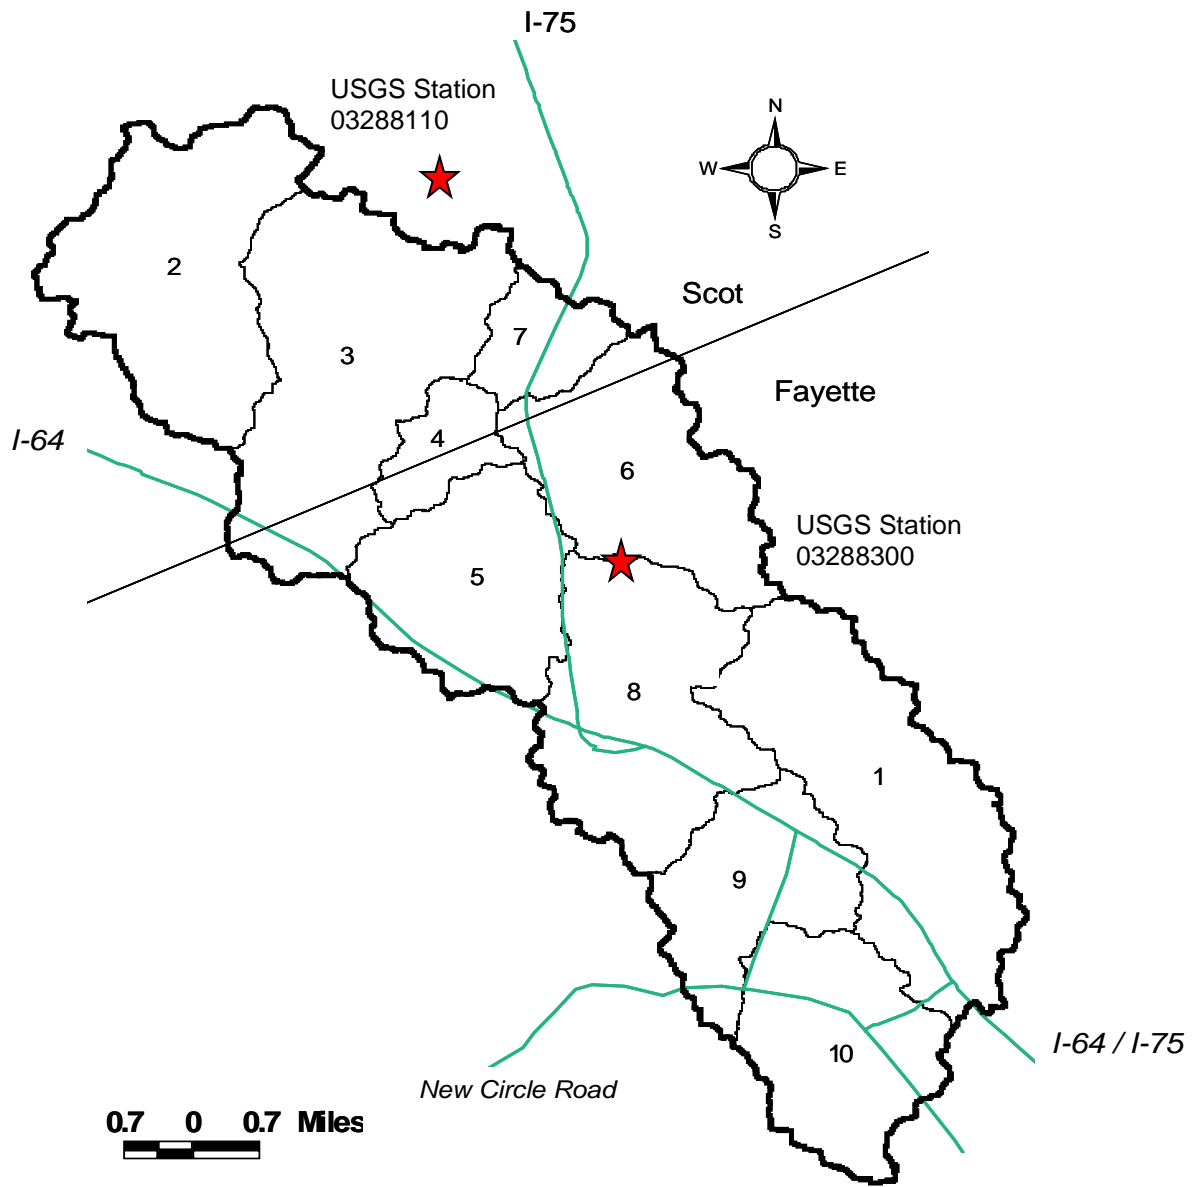 I-75
USGS Station
03288110
N
W
E
S
2
Scot
7
3
Fayette
I-64
4
6
USGS Station
03288300
5
8
1
9
I-64 / I-75
10
New Circle Road
0.7 0 0.7 Miles